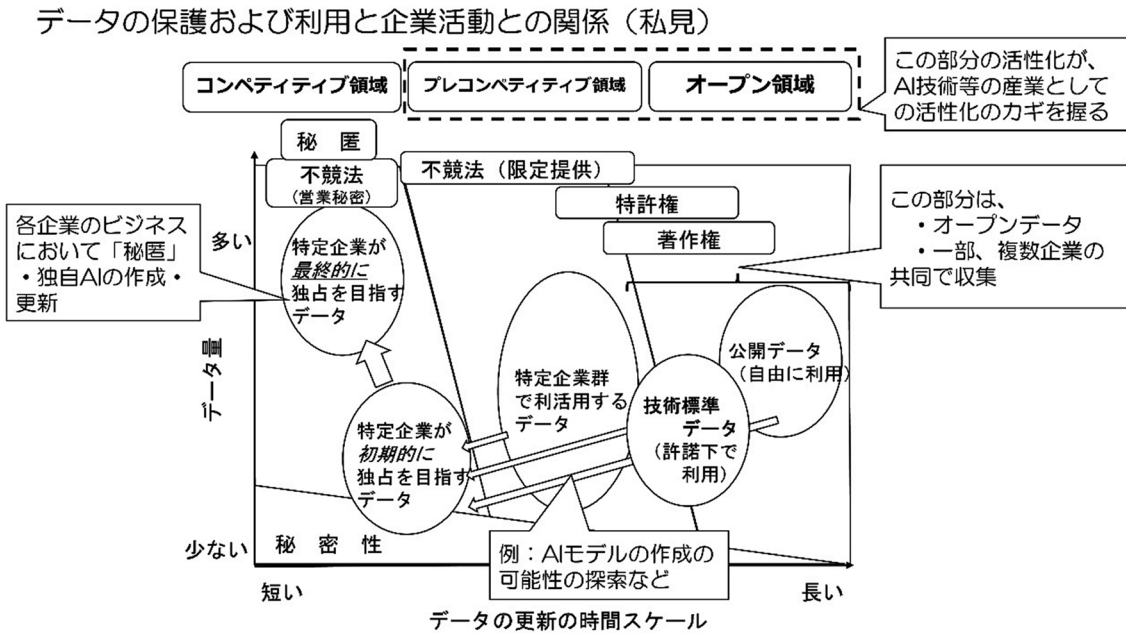 データの保護および利用と企業活動との関係（私見）
コンペティティブ領域
プレコンペティティブ領域
オープン領域
この部分の活性化が、
AI技術等の産業として
の活性化のカギを握る
秘 匿
不競法
（営業秘密）
不競法（限定提供）
特許権
著作権
この部分は、
・オープンデータ
・一部、複数企業の
共同で収集
各企業のビジネス
において「秘匿」
・独自AIの作成・
更新
多い
特定企業が
最終的に
独占を目指す
データ
データ量
公開データ
（自由に利用）
特定企業群
で利活用する
データ
技術標準
データ
（許諾下で
利用）
特定企業が
初期的に
独占を目指す
データ
少ない
秘 密 性
例：AIモデルの作成の
可能性の探索など
短い
長い
データの更新の時間スケール